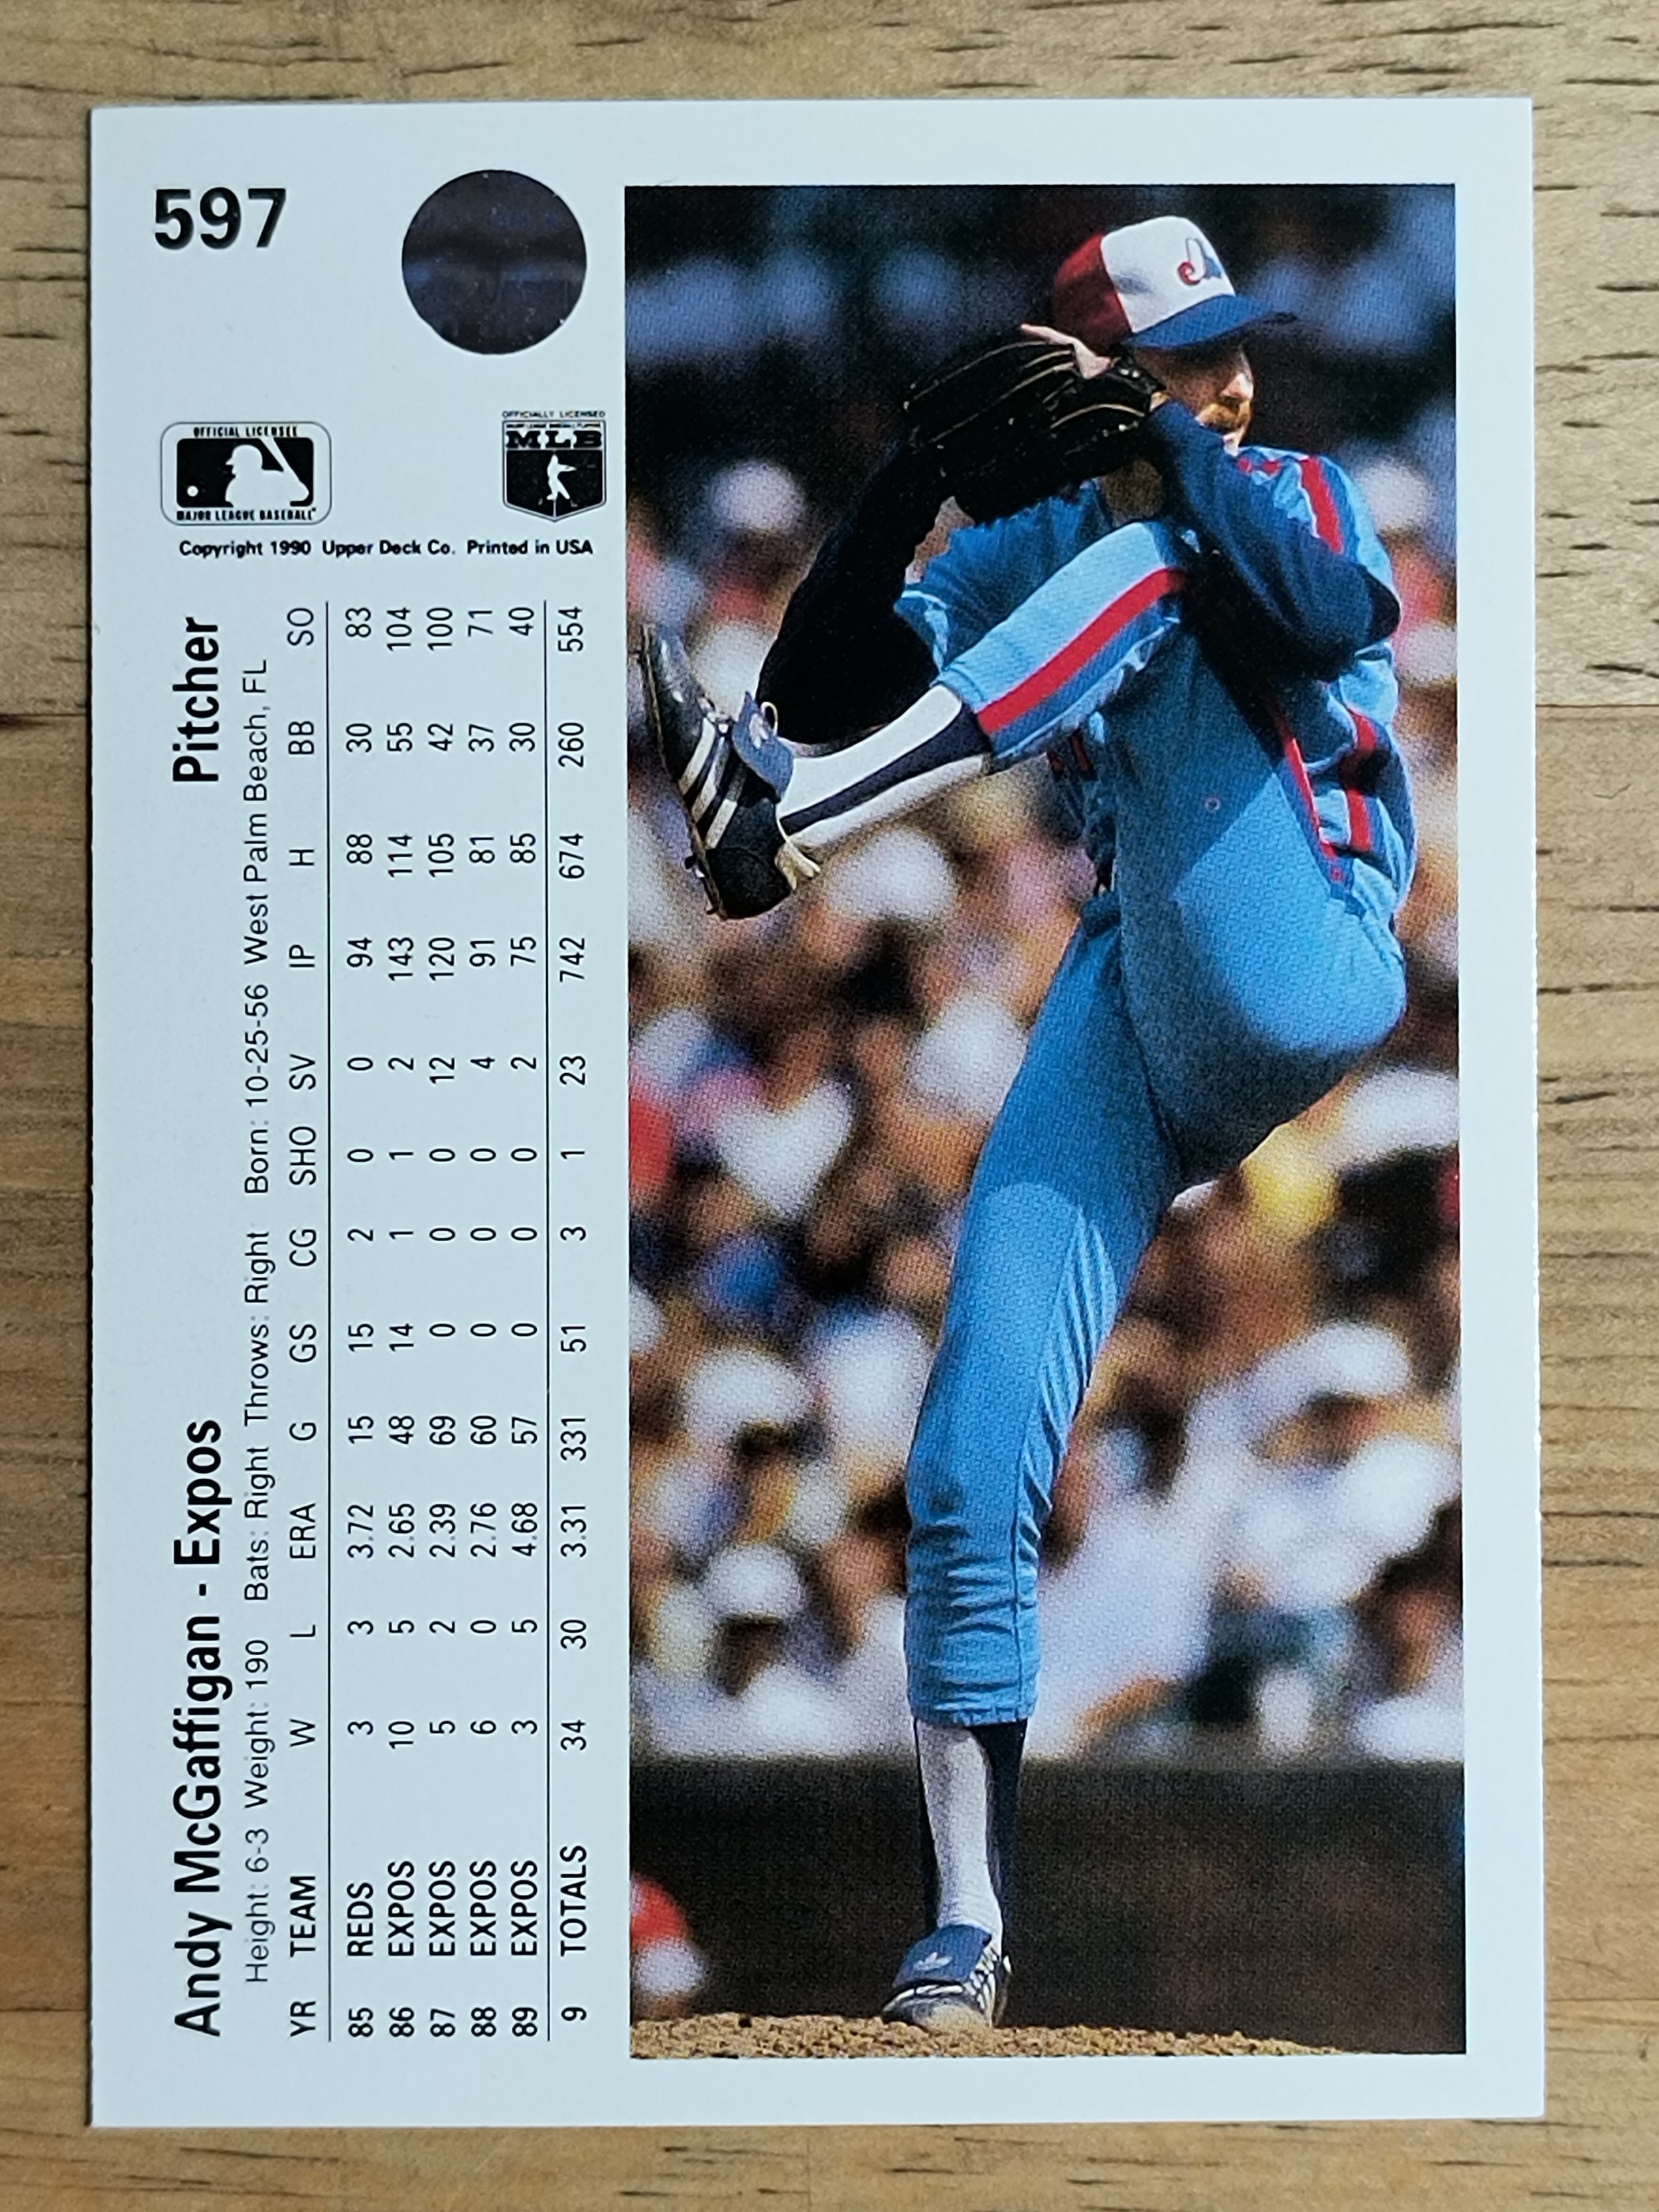 597
OFFICIAL LICENSEE
MAJOR LEAGUE BASEBALL
OFFICIALLY LICENSED
MLB
Copyright 1990 Upper Deck Co. Printed in USA
Andy McGaffigan - Expos Pitcher
Height: 6-3 Weight: 190 Bats: Right Throws: Right Born: 10-25-56 West Palm Beach, FL
YR TEAM W L ERA G GS CG SHO SV IP H BB SO
85 REDS 3 3 3.72 15 15 2 0 0 94 88 30 83
86 EXPOS 10 5 2.65 48 14 1 1 2 143 114 55 104
87 EXPOS 5 2 2.39 69 0 0 0 12 120 105 42 100
88 EXPOS 6 0 2.76 60 0 0 0 4 91 81 37 71
89 EXPOS 3 5 4.68 57 0 0 0 2 75 85 30 40
9 TOTALS 34 30 3.31 331 51 3 1 23 742 674 260 554